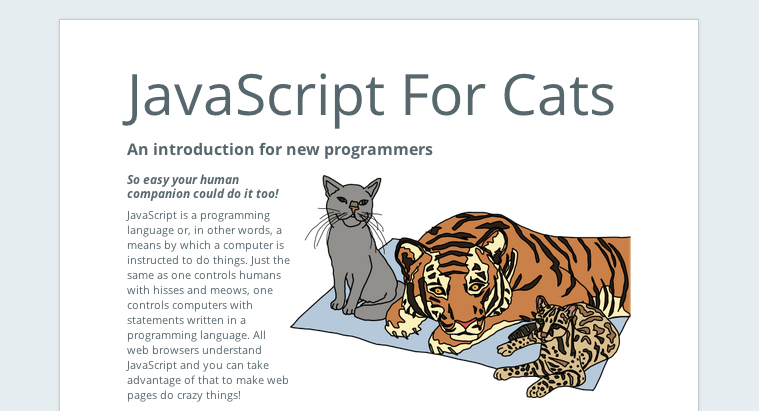 JavaScript For Cats
An introduction for new programmers
So easy your human
companion could do it too!
JavaScript is a programming
language or, in other words, a
means by which a computer is
instructed to do things. Just the
same as one controls humans
with hisses and meows, one
controls computers with
statements written in a
programming language. All
web browsers understand
JavaScript and you can take
advantage of that to make web
pages do crazy things!